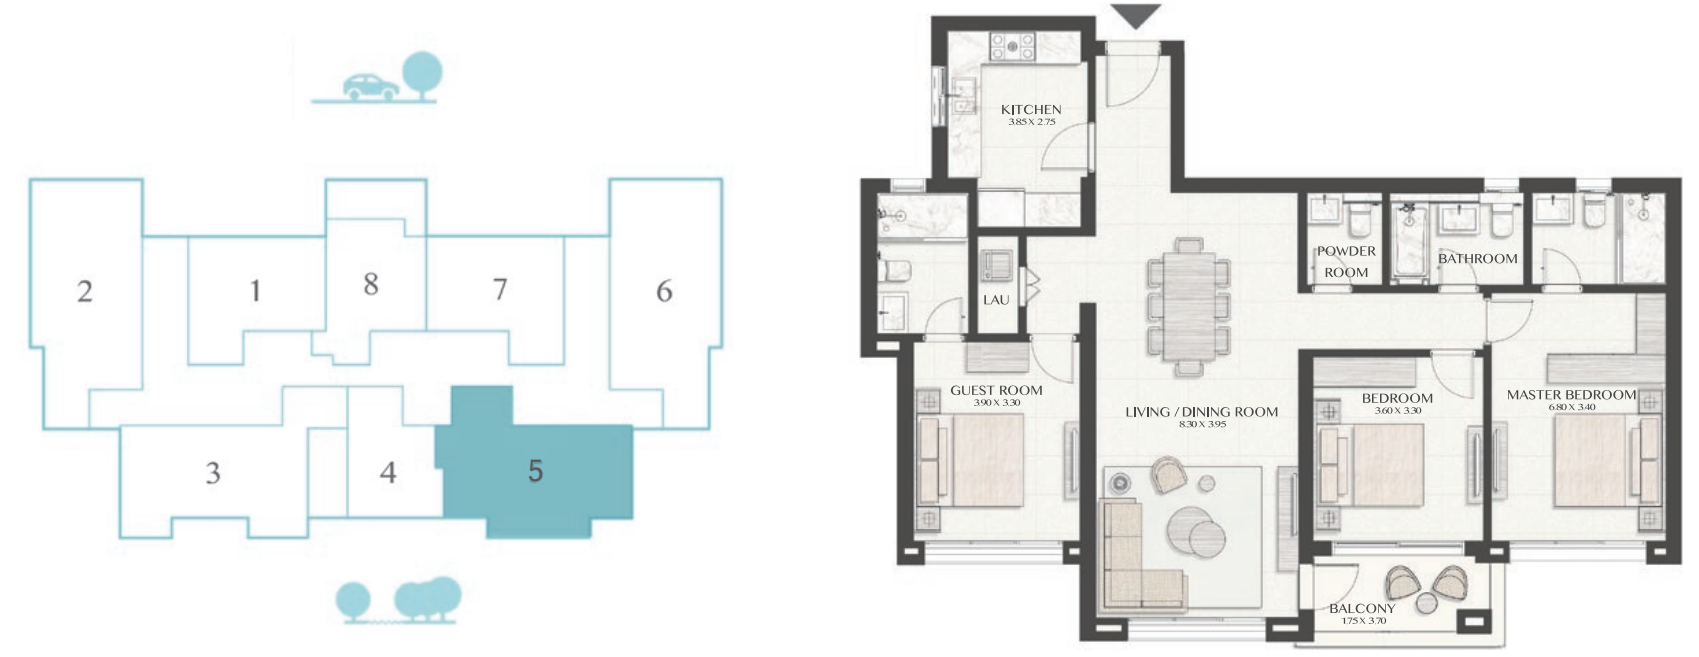 2
1
8
7
6
3
4
5
KITCHEN
3.85 X 2.75
POWDER
ROOM
BATHROOM
LAU
GUEST ROOM
3.90 X 3.30
LIVING / DINING ROOM
8.30 X 3.95
BEDROOM
3.60 X 3.30
MASTER BEDROOM
6.80 X 3.40
BALCONY
1.75 X 3.70